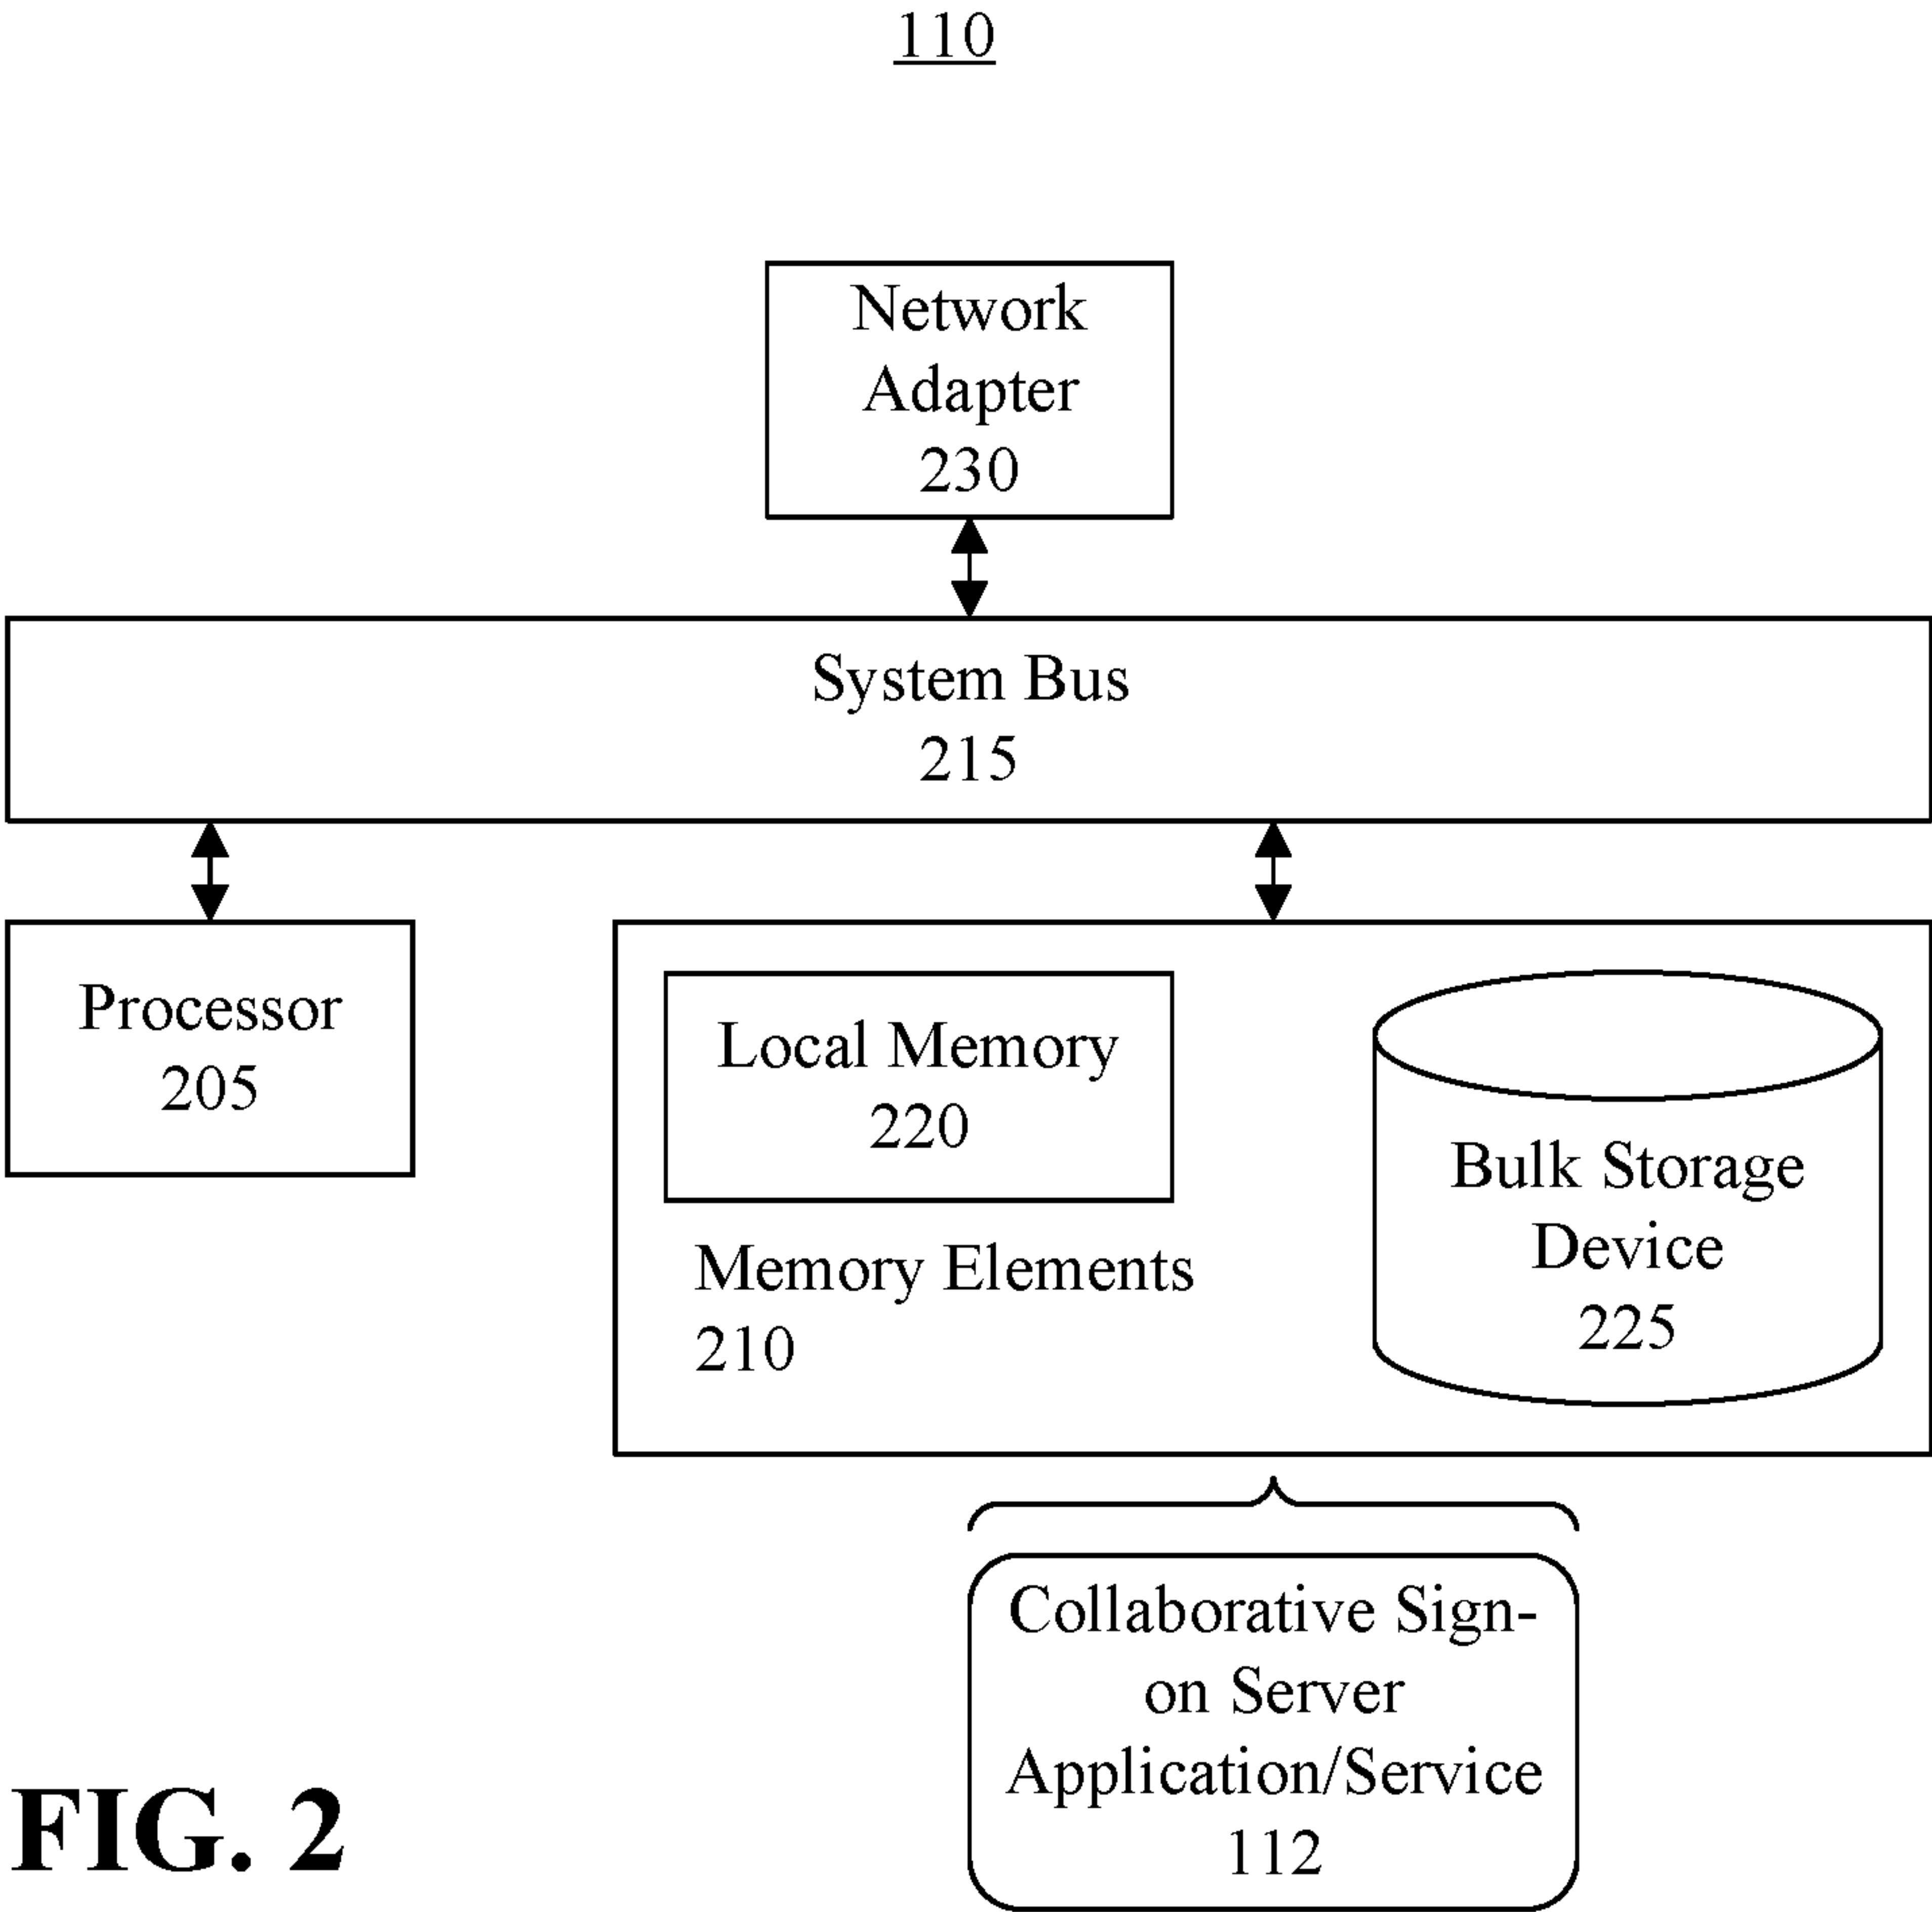 110
Network
Adapter
230
System Bus
215
Processor
205
Local Memory
220
Memory Elements
210
Bulk Storage
Device
225
Collaborative Sign-
on Server
Application/Service
112
FIG. 2